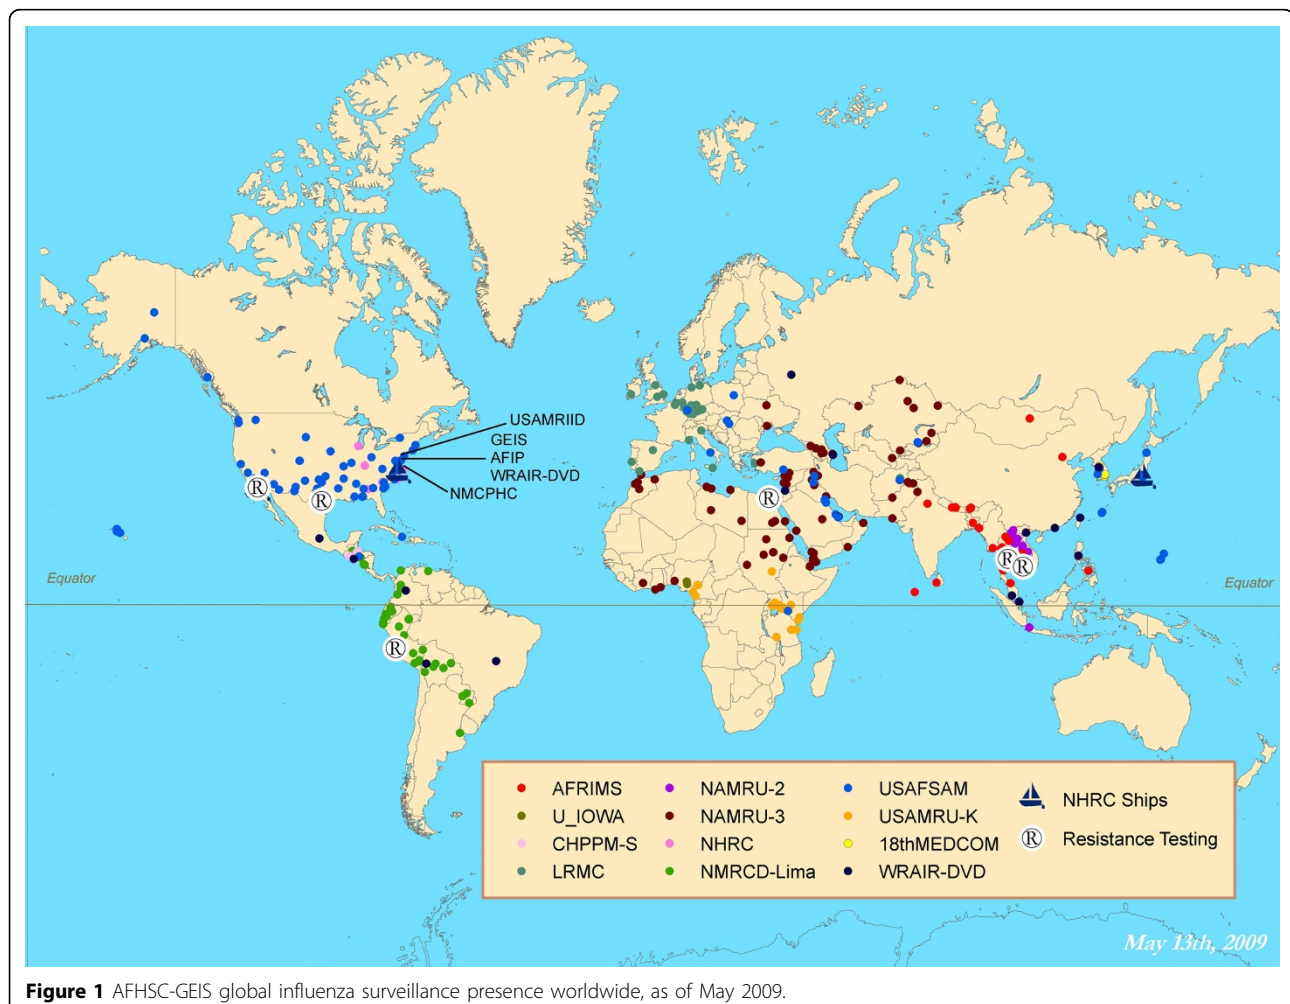 USAMRIID
GEIS
AFIP
WRAIR-DVD
NMCPHC
® ® ® ® ® ®
Equator
Equator
AFRIMS
U_IOWA
CHPPM-S
LRMC
NAMRU-2
NAMRU-3
NHRC
NMRCD-Lima
USAFSAM
USAMRU-K
18thMEDCOM
WRAIR-DVD
NHRC Ships
® Resistance Testing
May 13th, 2009
Figure 1 AFHSC-GEIS global influenza surveillance presence worldwide, as of May 2009.